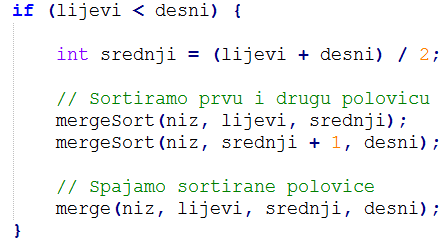 if (lijevi < desni) {
int srednji = (lijevi + desni) / 2;
// Sortiramo prvu i drugu polovicu
mergeSort(niz, lijevi, srednji);
mergeSort(niz, srednji + 1, desni);
// Spajamo sortirane polovice
merge(niz, lijevi, srednji, desni);
}